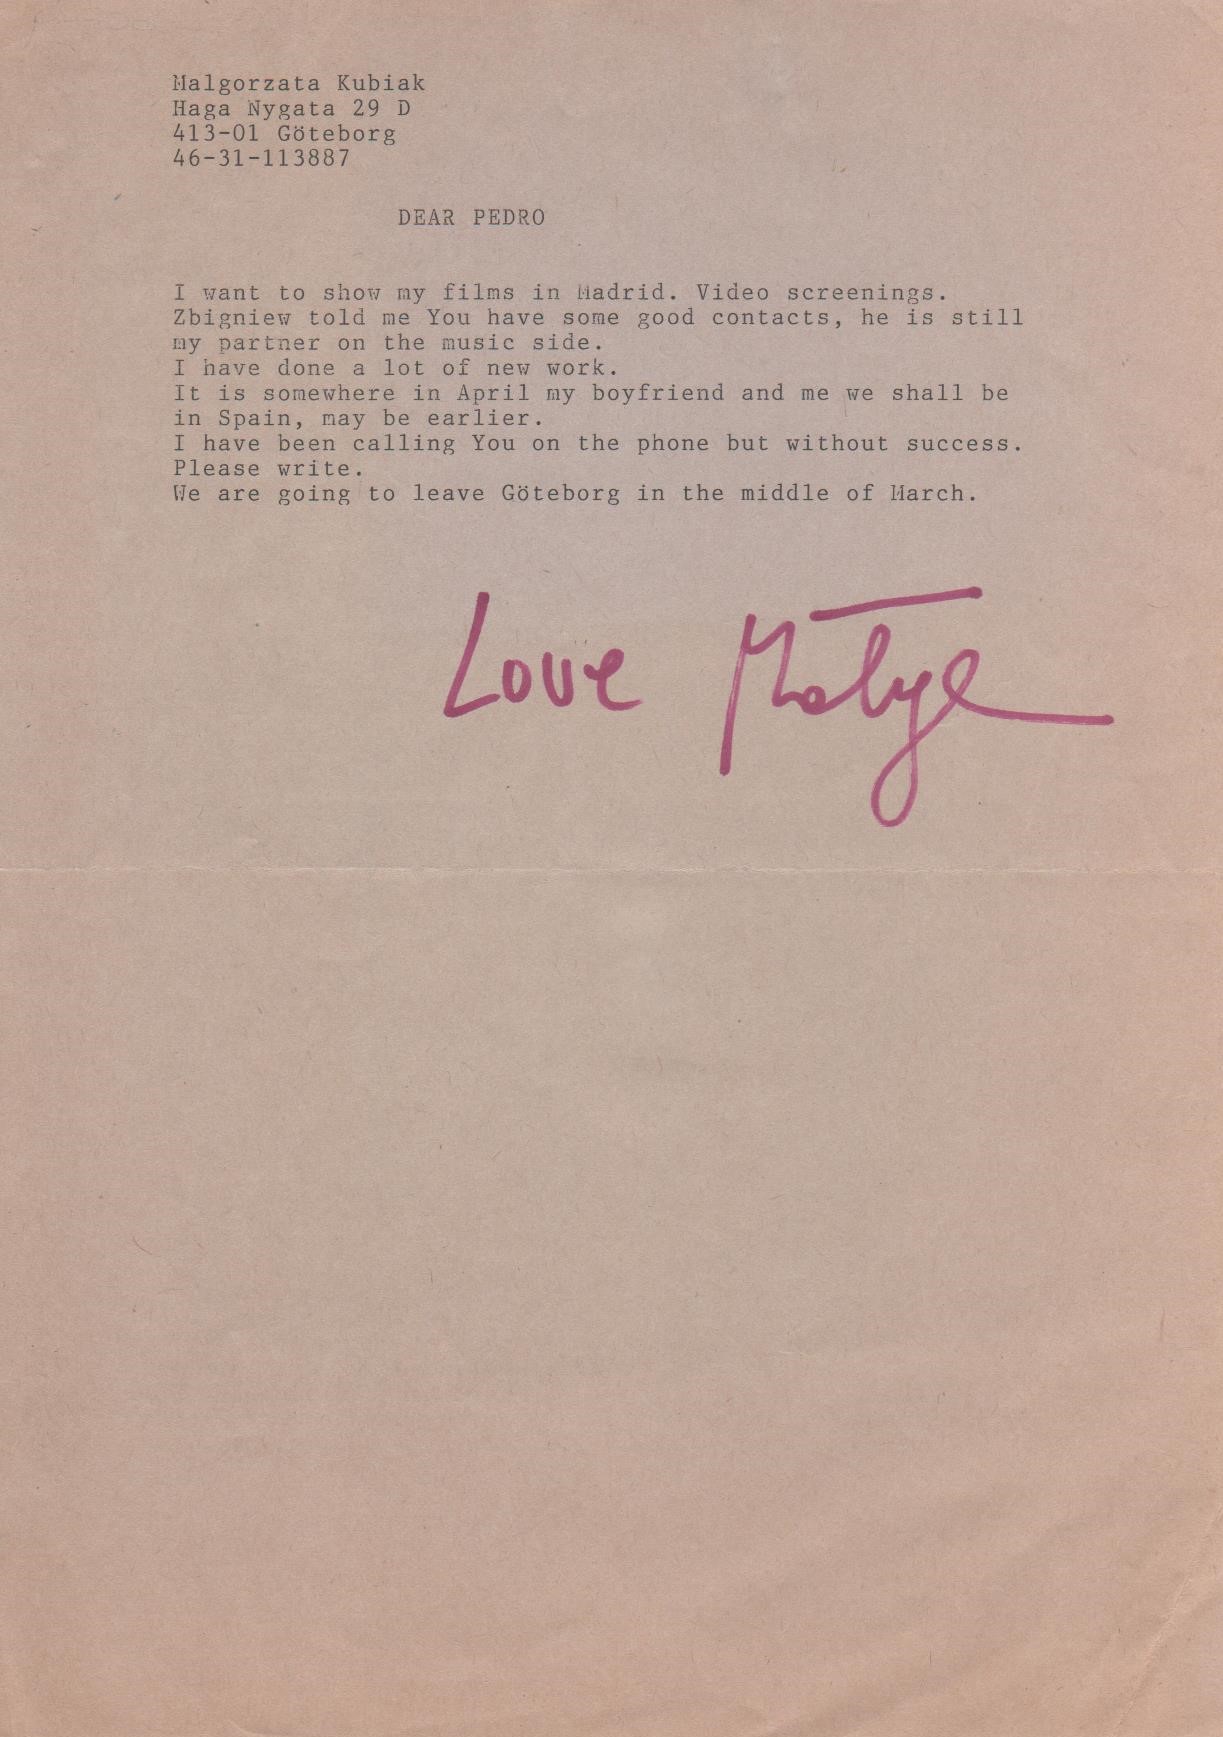 Malgorzata Kubiak
Haga Nygata 29 D
413-01 Göteborg
46-31-113887
DEAR PEDRO
I want to show my films in Madrid. Video screenings.
Zbigniew told me You have some good contacts, he is still
my partner on the music side.
I have done a lot of new work.
It is somewhere in April my boyfriend and me we shall be
in Spain, may be earlier.
I have been calling You on the phone but without success.
Please write.
We are going to leave Göteborg in the middle of March.
Love